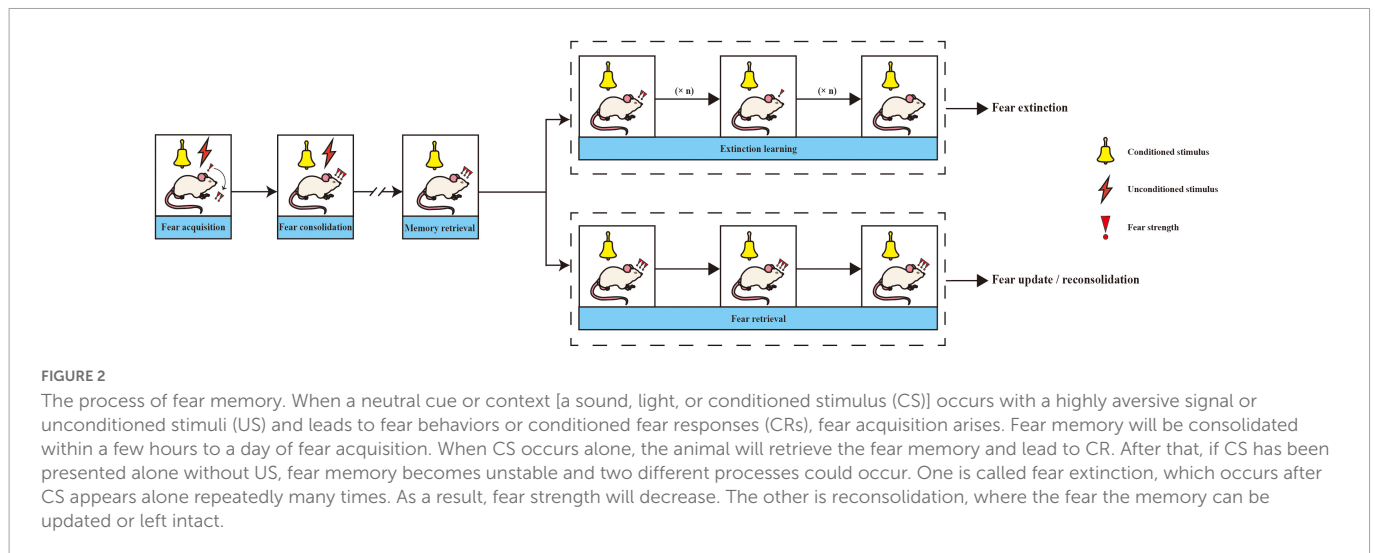 (× n)
(× n)
Extinction learning
Fear extinction
Fear acquisition
Fear consolidation
Memory retrieval
Conditioned stimulus
Unconditioned stimulus
Fear strength
Fear retrieval
Fear update / reconsolidation
FIGURE 2
The process of fear memory. When a neutral cue or context [a sound, light, or conditioned stimulus (CS)] occurs with a highly aversive signal or
unconditioned stimuli (US) and leads to fear behaviors or conditioned fear responses (CRs), fear acquisition arises. Fear memory will be consolidated
within a few hours to a day of fear acquisition. When CS occurs alone, the animal will retrieve the fear memory and lead to CR. After that, if CS has been
presented alone without US, fear memory becomes unstable and two different processes could occur. One is called fear extinction, which occurs after
CS appears alone repeatedly many times. As a result, fear strength will decrease. The other is reconsolidation, where the fear the memory can be
updated or left intact.